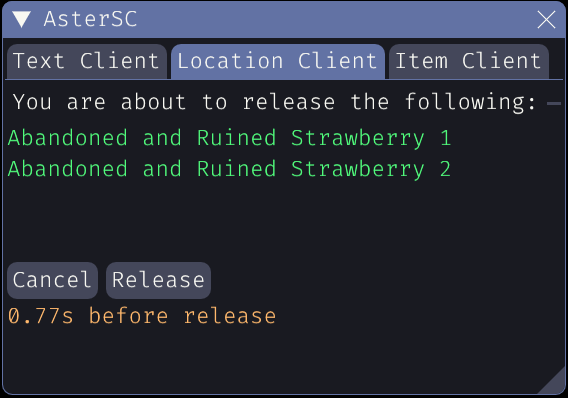 AsterSC
Text Client Location Client Item Client
You are about to release the following:
Abandoned and Ruined Strawberry 1
Abandoned and Ruined Strawberry 2
Cancel Release
0.77s before release